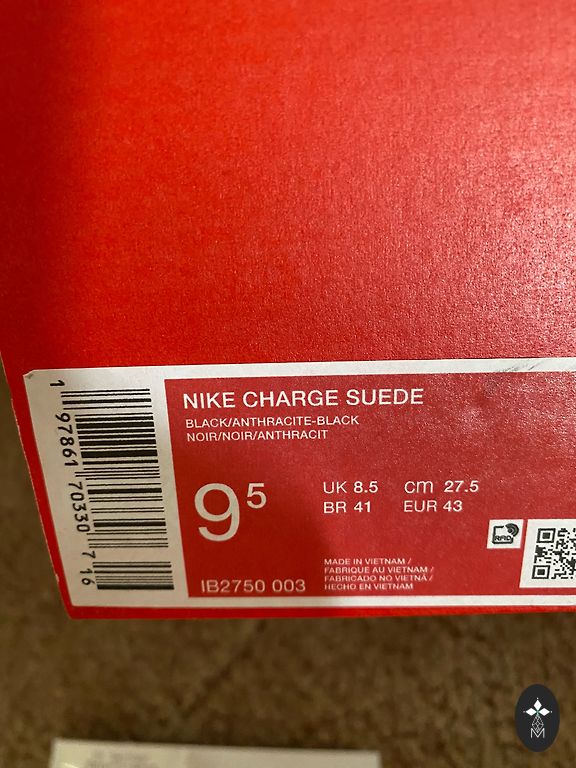 NIKE CHARGE SUEDE
BLACK/ANTHRACITE-BLACK
NOIR/NOIR/ANTHRACIT
9⁵
UK 8.5 cm 27.5
BR 41 EUR 43
IB2750 003
MADE IN VIETNAM /
FABRIQUE AU VIETNAM /
FABRICADO NO VIETNÃ /
HECHO EN VIETNAM
RFID
1 97861 70330 7 16
M